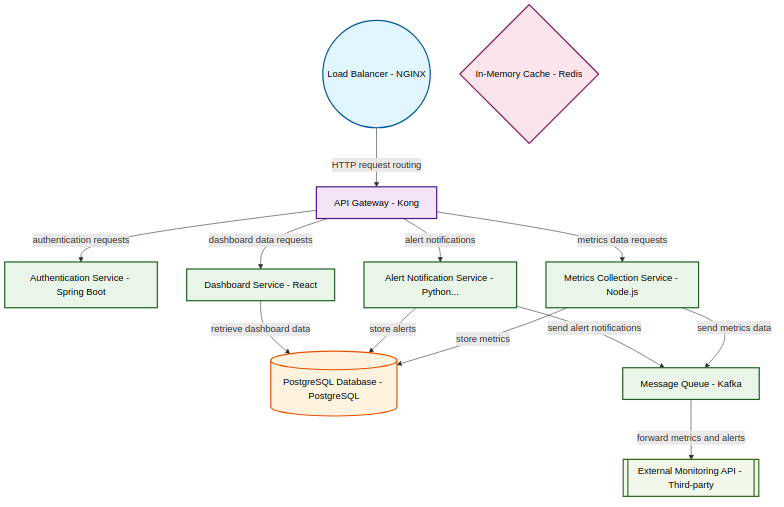 Load Balancer - NGINX
In-Memory Cache - Redis
HTTP request routing
API Gateway - Kong
authentication requests
dashboard data requests
alert notifications
metrics data requests
Authentication Service -
Spring Boot
Dashboard Service - React
Alert Notification Service -
Python...
Metrics Collection Service -
Node.js
retrieve dashboard data
store alerts
store metrics
send alert notifications
send metrics data
PostgreSQL Database -
PostgreSQL
Message Queue - Kafka
forward metrics and alerts
External Monitoring API -
Third-party